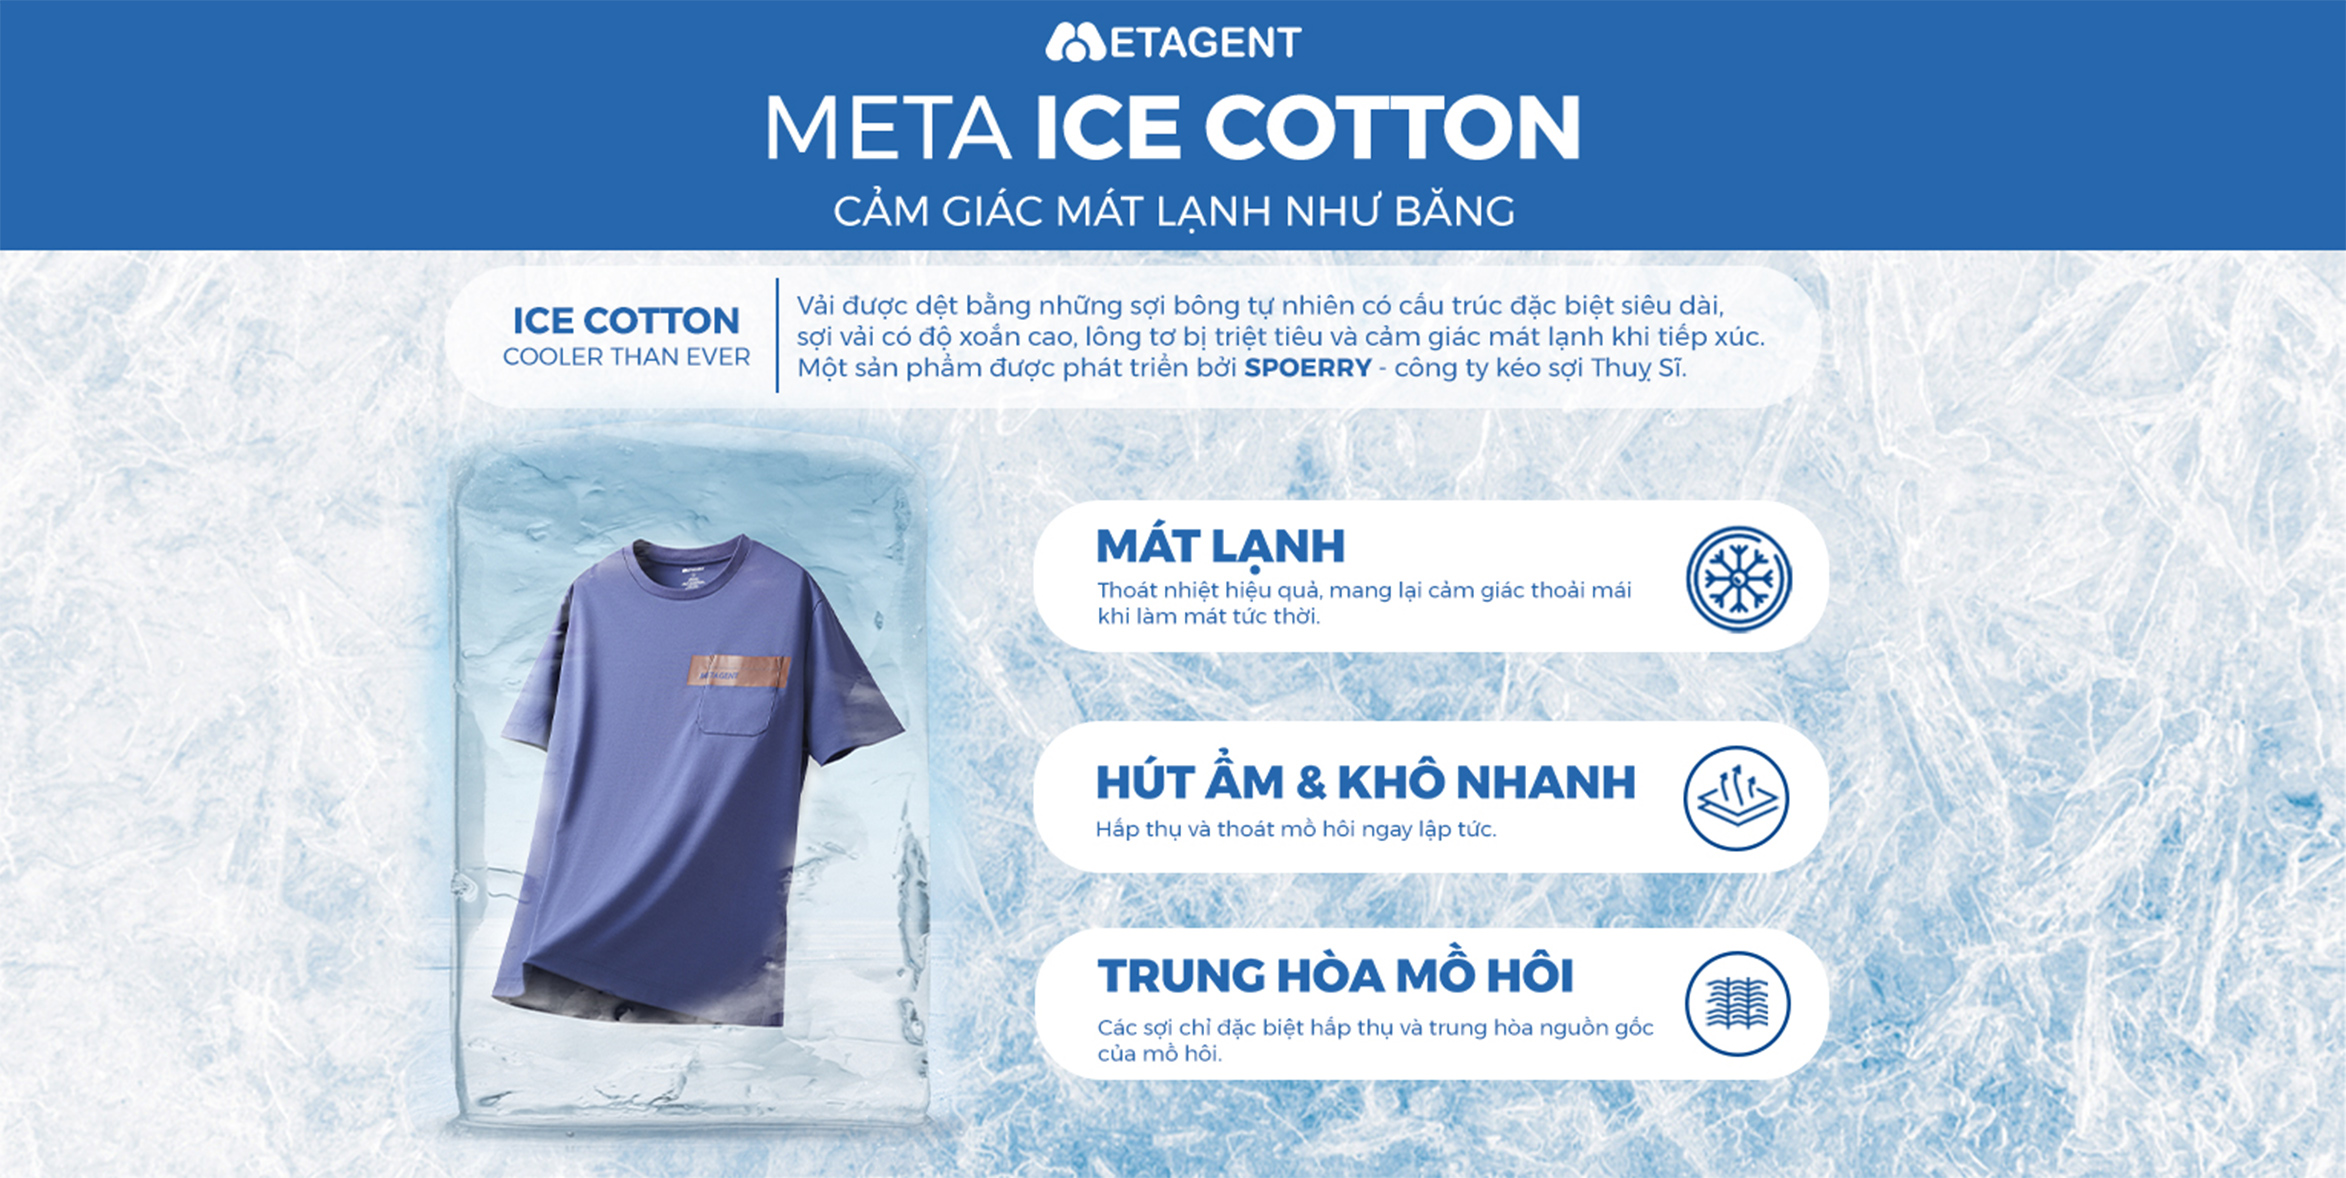 METAGENT
META ICE COTTON
CẢM GIÁC MÁT LẠNH NHƯ BĂNG
ICE COTTON
COOLER THAN EVER
Vải được dệt bằng những sợi bông tự nhiên có cấu trúc đặc biệt siêu dài,
sợi vải có độ xoắn cao, lông tơ bị triệt tiêu và cảm giác mát lạnh khi tiếp xúc.
Một sản phẩm được phát triển bởi SPOERRY - công ty kéo sợi Thuỵ Sĩ.
METAGENT
MÁT LẠNH
Thoát nhiệt hiệu quả, mang lại cảm giác thoải mái
khi làm mát tức thời.
HÚT ẨM & KHÔ NHANH
Hấp thụ và thoát mồ hôi ngay lập tức.
TRUNG HÒA MỒ HÔI
Các sợi chỉ đặc biệt hấp thụ và trung hòa nguồn gốc
của mồ hôi.